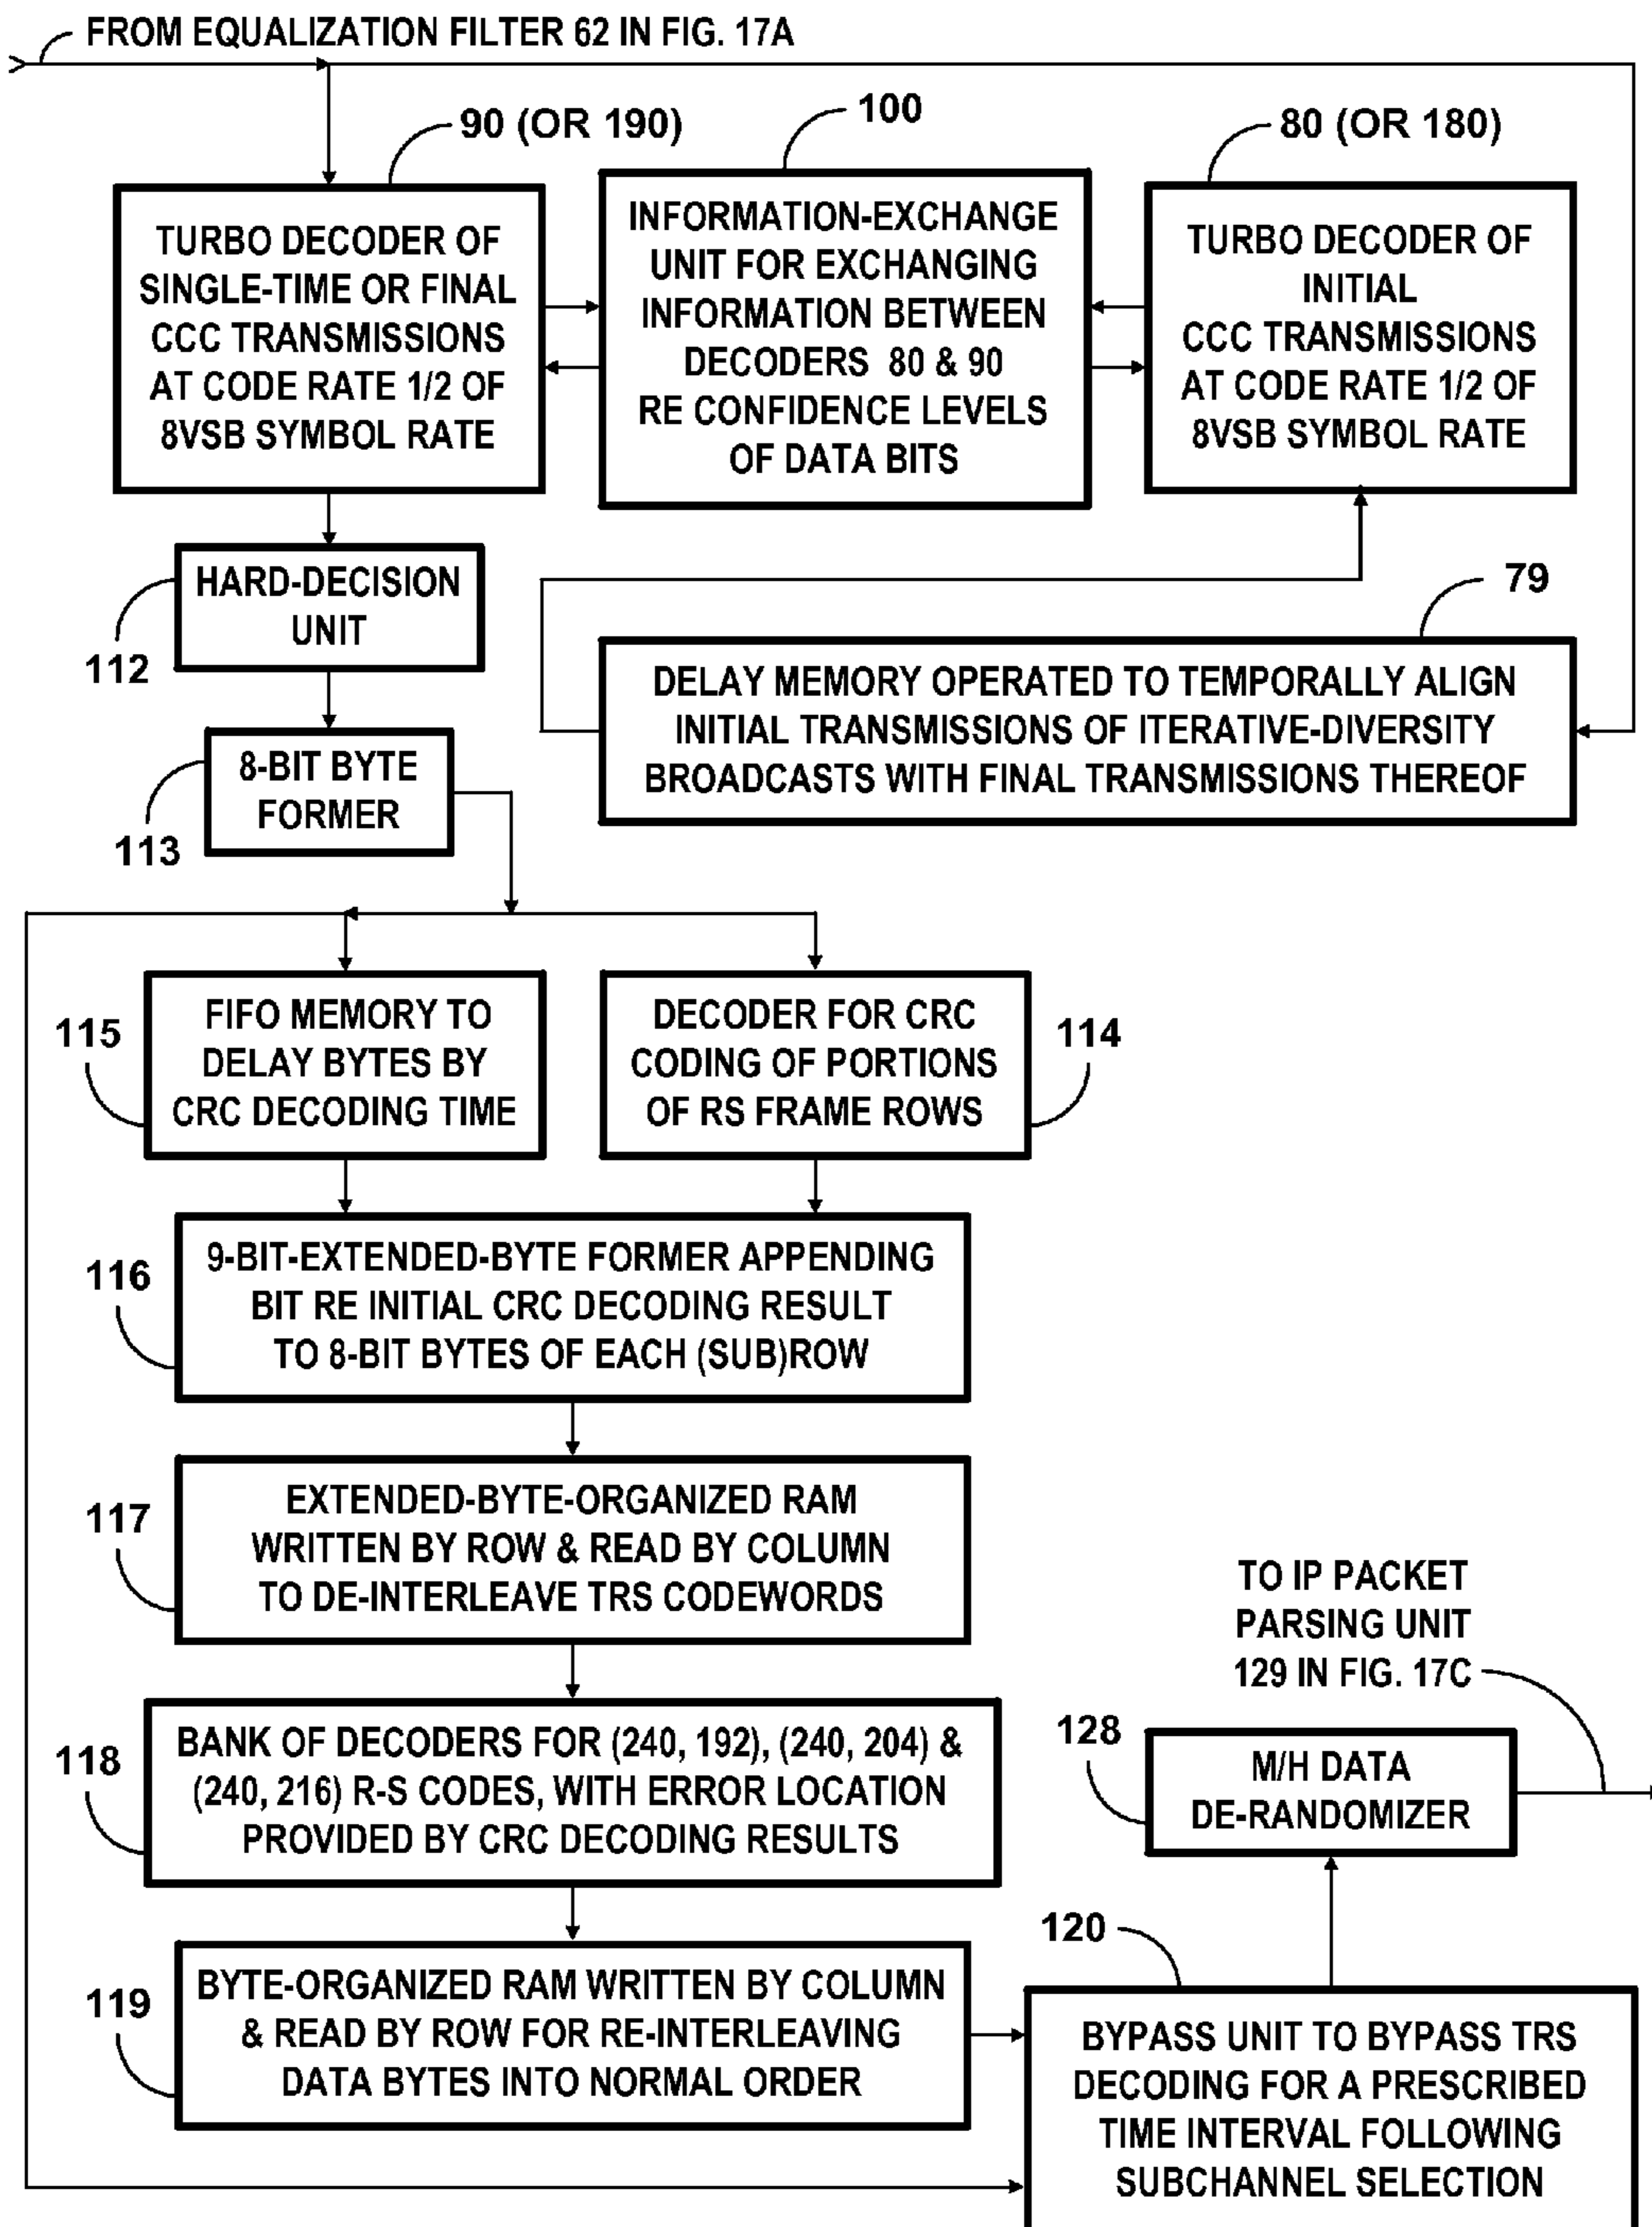 FROM EQUALIZATION FILTER 62 IN FIG. 17A
90 (OR 190)
100
80 (OR 180)
TURBO DECODER OF
SINGLE-TIME OR FINAL
CCC TRANSMISSIONS
AT CODE RATE 1/2 OF
8VSB SYMBOL RATE
INFORMATION-EXCHANGE
UNIT FOR EXCHANGING
INFORMATION BETWEEN
DECODERS 80 & 90
RE CONFIDENCE LEVELS
OF DATA BITS
TURBO DECODER OF
INITIAL
CCC TRANSMISSIONS
AT CODE RATE 1/2 OF
8VSB SYMBOL RATE
HARD-DECISION
UNIT
112
79
DELAY MEMORY OPERATED TO TEMPORALLY ALIGN
INITIAL TRANSMISSIONS OF ITERATIVE-DIVERSITY
BROADCASTS WITH FINAL TRANSMISSIONS THEREOF
8-BIT BYTE
FORMER
113
115
FIFO MEMORY TO
DELAY BYTES BY
CRC DECODING TIME
DECODER FOR CRC
CODING OF PORTIONS
OF RS FRAME ROWS
114
116
9-BIT-EXTENDED-BYTE FORMER APPENDING
BIT RE INITIAL CRC DECODING RESULT
TO 8-BIT BYTES OF EACH (SUB)ROW
117
EXTENDED-BYTE-ORGANIZED RAM
WRITTEN BY ROW & READ BY COLUMN
TO DE-INTERLEAVE TRS CODEWORDS
TO IP PACKET
PARSING UNIT
129 IN FIG. 17C
118
BANK OF DECODERS FOR (240, 192), (240, 204) &
(240, 216) R-S CODES, WITH ERROR LOCATION
PROVIDED BY CRC DECODING RESULTS
128
M/H DATA
DE-RANDOMIZER
119
BYTE-ORGANIZED RAM WRITTEN BY COLUMN
& READ BY ROW FOR RE-INTERLEAVING
DATA BYTES INTO NORMAL ORDER
120
BYPASS UNIT TO BYPASS TRS
DECODING FOR A PRESCRIBED
TIME INTERVAL FOLLOWING
SUBCHANNEL SELECTION